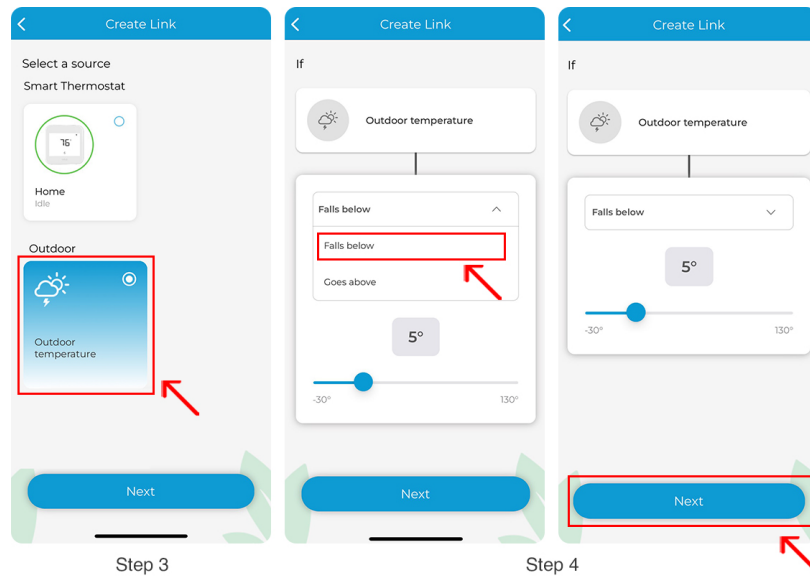 Create Link
Select a source
Smart Thermostat
76°
Home
Idle
Outdoor
Outdoor
temperature
Next
Step 3
Create Link
If
Outdoor temperature
Falls below
Falls below
Goes above
5°
-30°
130°
Next
Create Link
If
Outdoor temperature
Falls below
5°
-30°
130°
Next
Step 4